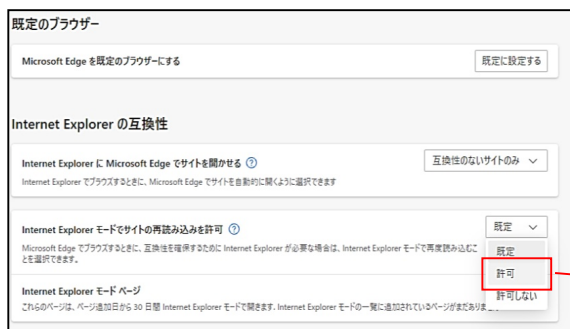 既定のブラウザー
Microsoft Edge を既定のブラウザーにする
既定に設定する
Internet Explorer の互換性
Internet Explorer に Microsoft Edge でサイトを開かせる
互換性のないサイトのみ
Internet Explorer でブラウズするときに、Microsoft Edge でサイトを自動的に開くように選択できます
Internet Explorer モードでサイトの再読み込みを許可
既定
Microsoft Edge でブラウズするときに、互換性を確保するために Internet Explorer が必要な場合は、Internet Explorer モードで再度読み込むこ
とを選択できます。
既定
許可
許可しない
Internet Explorer モード ページ
これらのページは、ページ追加日から 30 日間 Internet Explorer モードで開きます. Internet Explorer モードの一覧に追加されているページがまだあり